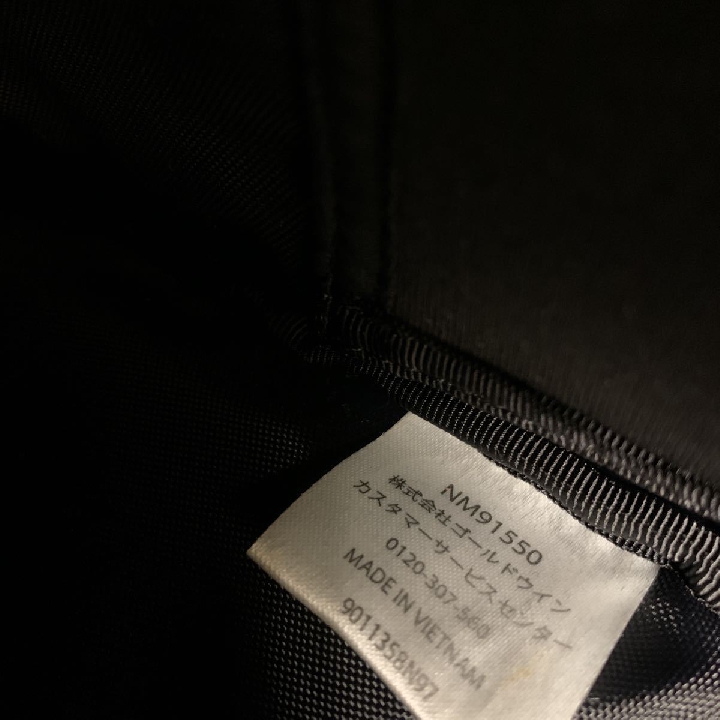 NM91550
株式会社ゴールドウイン
カスタマーサービスセンター
0120-307-560
MADE IN VIETNAM
901135BN97